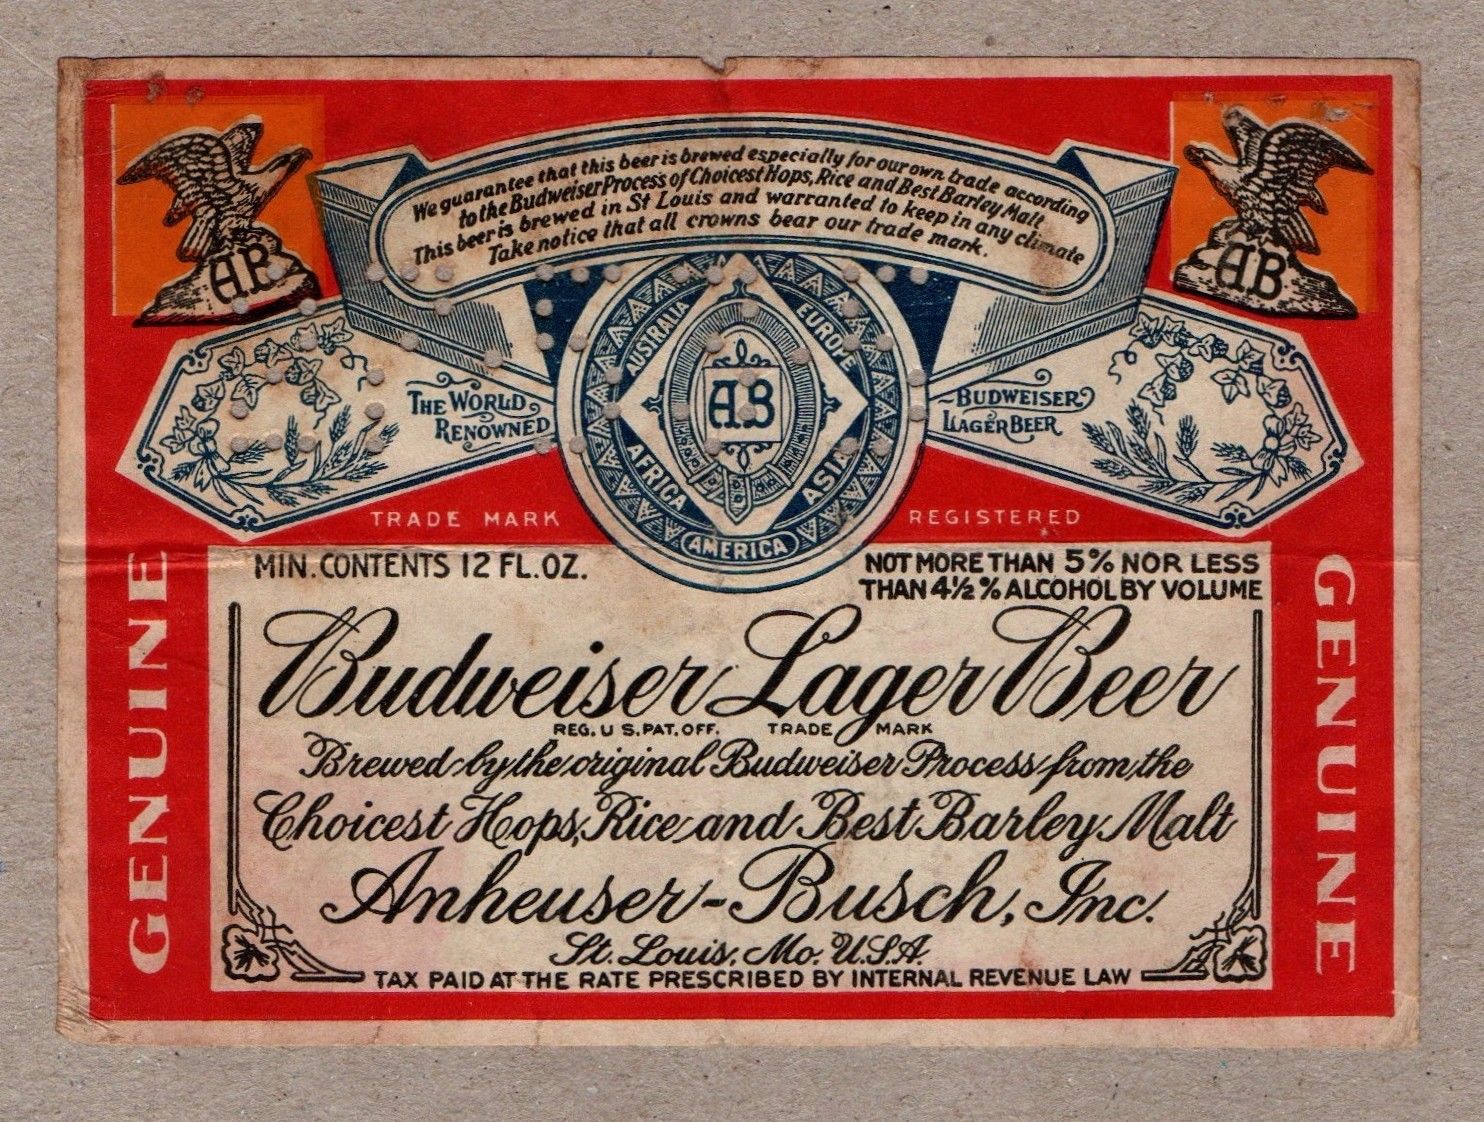 We guarantee that this beer is brewed especially for our own trade according
to the Budweiser Process of Choicest Hops, Rice and Best Barley Malt
This beer is brewed in St Louis and warranted to keep in any climate
Take notice that all crowns bear our trade mark.
AB
AB
THE WORLD
RENOWNED
AUSTRALIA
EUROPE
AB
AFRICA
ASIA
AMERICA
BUDWEISER
LAGER BEER
TRADE MARK
REGISTERED
GENUINE
GENUINE
MIN. CONTENTS 12 FL. OZ.
NOT MORE THAN 5% NOR LESS
THAN 4½% ALCOHOL BY VOLUME
Budweiser Lager Beer
REG. U S. PAT. OFF. TRADE MARK
Brewed by the original Budweiser Process from the
Choicest Hops, Rice and Best Barley Malt
Anheuser-Busch, Inc.
St. Louis, Mo. U.S.A.
TAX PAID AT THE RATE PRESCRIBED BY INTERNAL REVENUE LAW